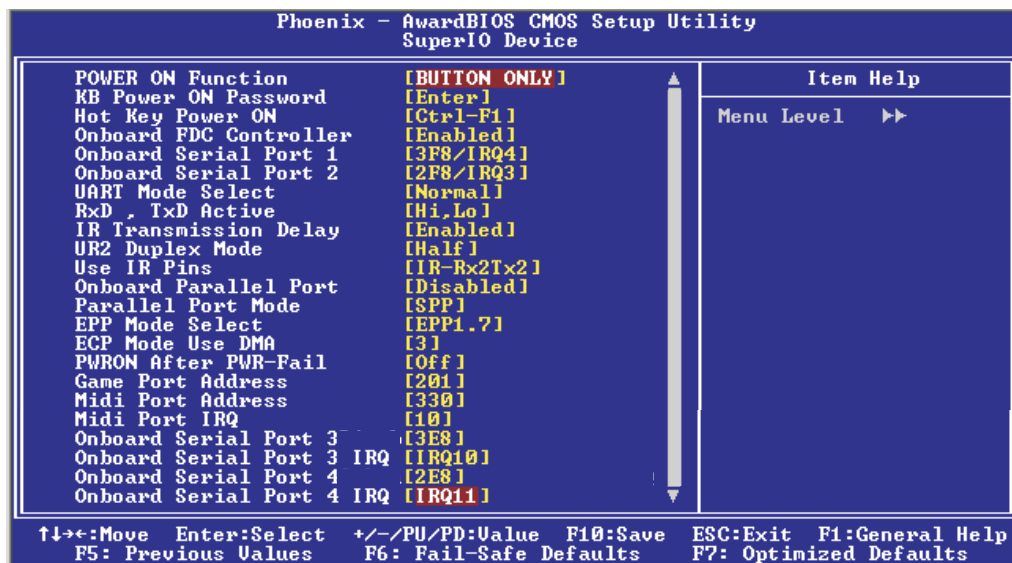 Phoenix - AwardBIOS CMOS Setup Utility
SuperIO Device
POWER ON Function [BUTTON ONLY]
KB Power ON Password [Enter]
Hot Key Power ON [Ctrl-F1]
Onboard FDC Controller [Enabled]
Onboard Serial Port 1 [3F8/IRQ4]
Onboard Serial Port 2 [2F8/IRQ3]
UART Mode Select [Normal]
RxD , TxD Active [Hi,Lo]
IR Transmission Delay [Enabled]
UR2 Duplex Mode [Half]
Use IR Pins [IR-Rx2Tx2]
Onboard Parallel Port [Disabled]
Parallel Port Mode [SPP]
EPP Mode Select [EPP1.7]
ECP Mode Use DMA [3]
PWRON After PWR-Fail [Off]
Game Port Address [201]
Midi Port Address [330]
Midi Port IRQ [10]
Onboard Serial Port 3 [3E8]
Onboard Serial Port 3 IRQ [IRQ10]
Onboard Serial Port 4 [2E8]
Onboard Serial Port 4 IRQ [IRQ11]
Item Help
Menu Level ▸▸
↑↓→←:Move Enter:Select +/-/PU/PD:Value F10:Save ESC:Exit F1:General Help
F5: Previous Values F6: Fail-Safe Defaults F7: Optimized Defaults